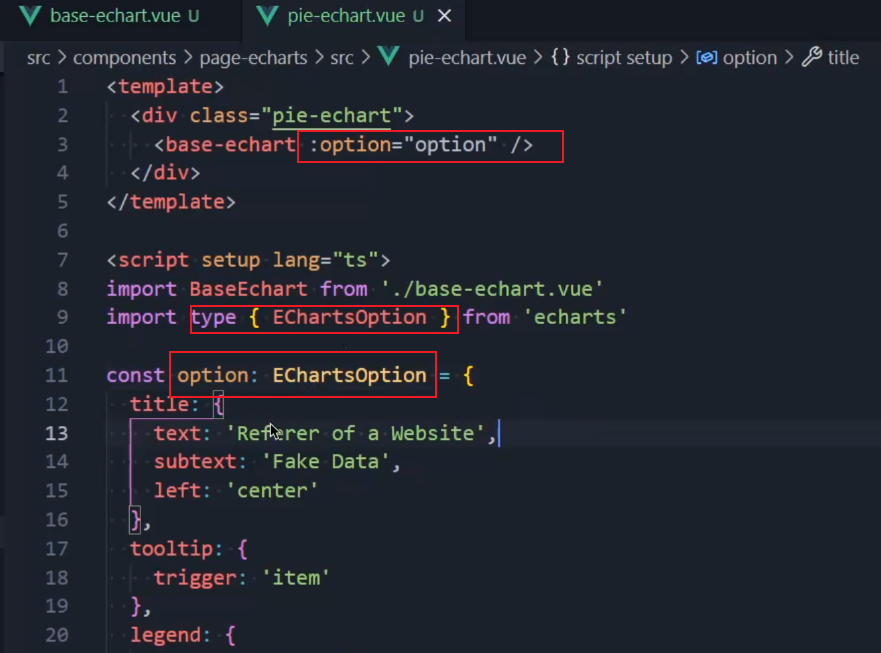 base-echart.vue U
pie-echart.vue U
src > components > page-echarts > src > pie-echart.vue > {} script setup > option > title
1 <template>
2 <div class="pie-echart">
3 <base-echart :option="option" />
4 </div>
5 </template>
6
7 <script setup lang="ts">
8 import BaseEchart from './base-echart.vue'
9 import type { EChartsOption } from 'echarts'
10
11 const option: EChartsOption = {
12 title: {
13 text: 'Referer of a Website',
14 subtext: 'Fake Data',
15 left: 'center'
16 },
17 tooltip: {
18 trigger: 'item'
19 },
20 legend: {